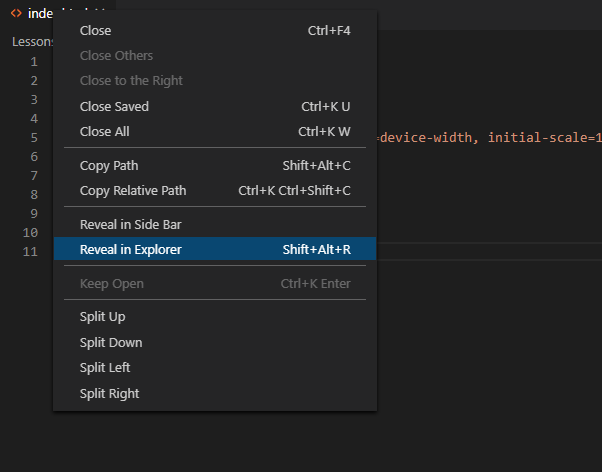 Lessons
1
2
3
4
5
=device-width, initial-scale=1
6
7
8
9
10
11
Close Ctrl+F4
Close Others
Close to the Right
Close Saved Ctrl+K U
Close All Ctrl+K W
Copy Path Shift+Alt+C
Copy Relative Path Ctrl+K Ctrl+Shift+C
Reveal in Side Bar
Reveal in Explorer Shift+Alt+R
Keep Open Ctrl+K Enter
Split Up
Split Down
Split Left
Split Right